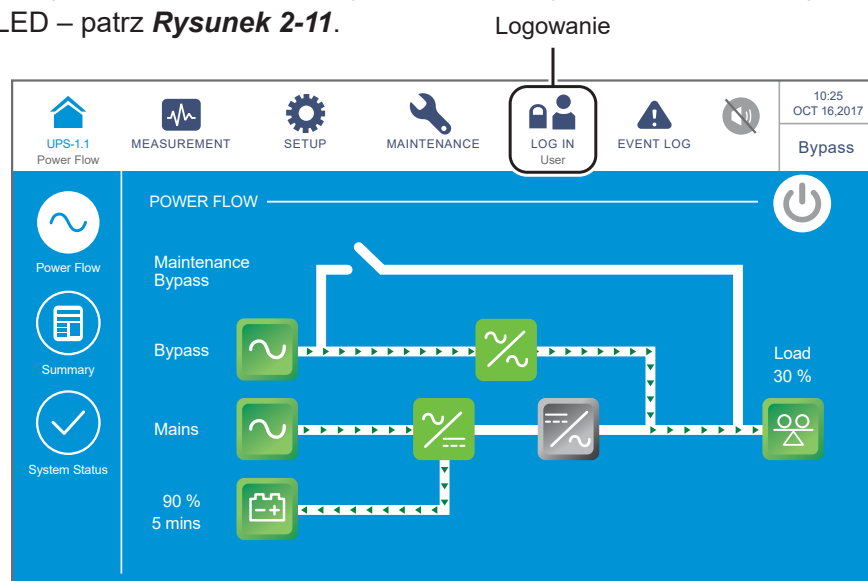 LED – patrz Rysunek 2-11.
Logowanie
UPS-1.1
Power Flow
MEASUREMENT
SETUP
MAINTENANCE
LOG IN
User
EVENT LOG
10:25
OCT 16,2017
Bypass
POWER FLOW
Power Flow
Summary
System Status
Maintenance
Bypass
Bypass
Mains
90 %
5 mins
Load
30 %